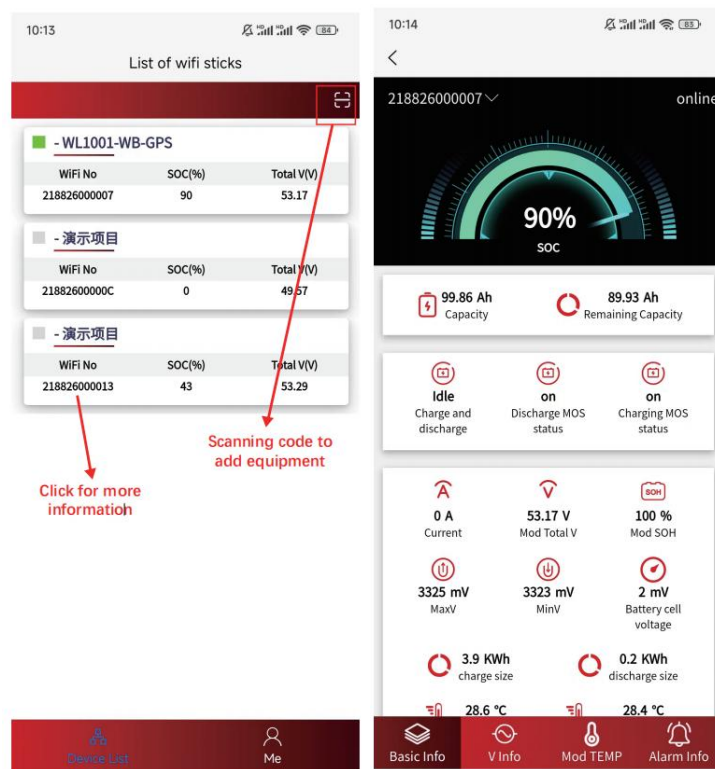 10:13
84
List of wifi sticks
- WL1001-WB-GPS
WiFi No SOC(%) Total V(V)
218826000007 90 53.17
- 演示项目
WiFi No SOC(%) Total V(V)
21882600000C 0 49.57
- 演示项目
WiFi No SOC(%) Total V(V)
218826000013 43 53.29
Scanning code to
add equipment
Click for more
information
Device List
Me
10:14
83
218826000007
online
90%
SOC
99.86 Ah
Capacity
89.93 Ah
Remaining Capacity
Idle
Charge and
discharge
on
Discharge MOS
status
on
Charging MOS
status
A
0 A
Current
V
53.17 V
Mod Total V
SOH
100 %
Mod SOH
3325 mV
MaxV
3323 mV
MinV
2 mV
Battery cell
voltage
3.9 KWh
charge size
0.2 KWh
discharge size
28.6 °C
28.4 °C
Basic Info
V Info
Mod TEMP
Alarm Info